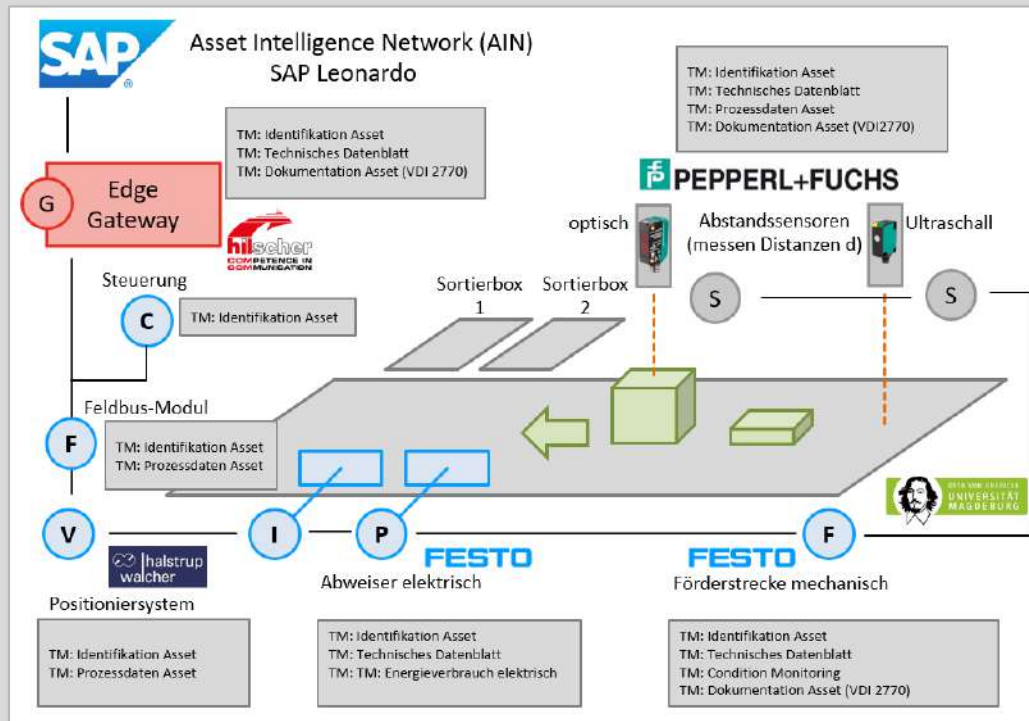 SAP
®
Asset Intelligence Network (AIN)
SAP Leonardo
TM: Identifikation Asset
TM: Technisches Datenblatt
TM: Prozessdaten Asset
TM: Dokumentation Asset (VDI2770)
TM: Identifikation Asset
TM: Technisches Datenblatt
TM: Dokumentation Asset (VDI 2770)
G
Edge
Gateway
hilscher
COMPETENCE IN
COMMUNICATION
PEPPERL+FUCHS
optisch
Abstandssensoren
(messen Distanzen d)
Ultraschall
S
S
Steuerung
C
TM: Identifikation Asset
Sortierbox
1
Sortierbox
2
Feldbus-Modul
F
TM: Identifikation Asset
TM: Prozessdaten Asset
OTTO VON GUERICKE
UNIVERSITÄT
MAGDEBURG
V
I
P
F
halstrup
walcher
FESTO
FESTO
Positioniersystem
Abweiser elektrisch
Förderstrecke mechanisch
TM: Identifikation Asset
TM: Prozessdaten Asset
TM: Identifikation Asset
TM: Technisches Datenblatt
TM: TM: Energieverbrauch elektrisch
TM: Identifikation Asset
TM: Technisches Datenblatt
TM: Condition Monitoring
TM: Dokumentation Asset (VDI 2770)